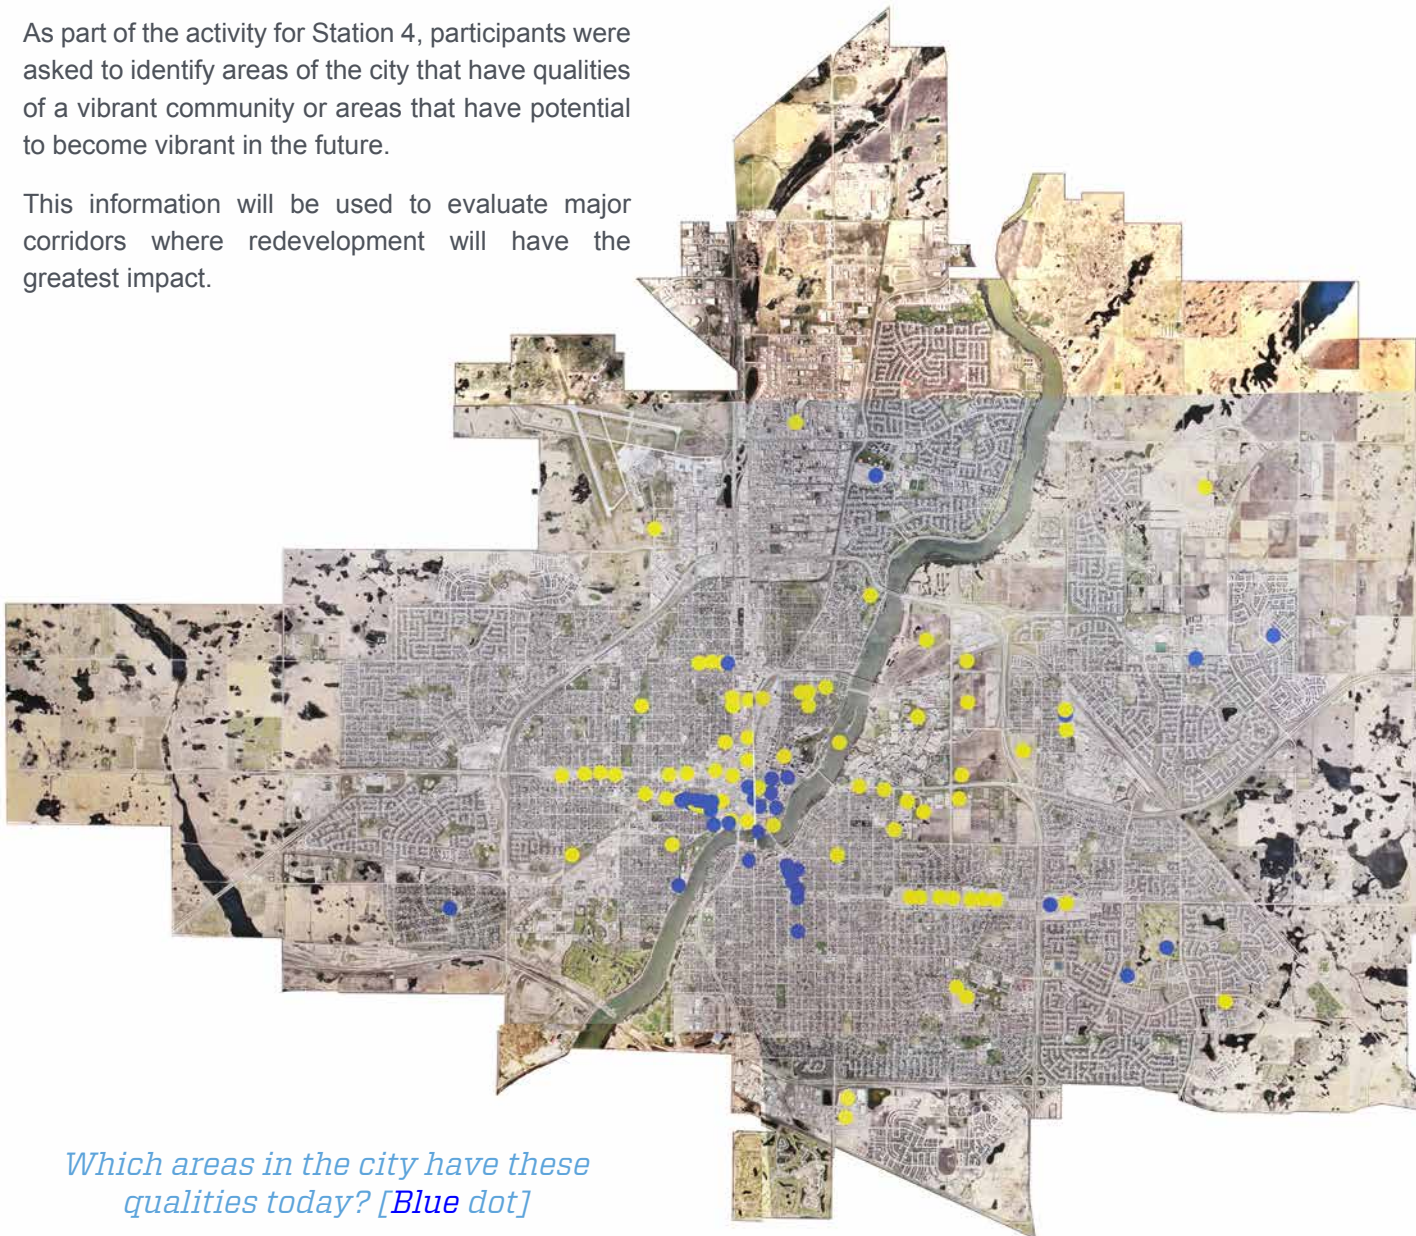 As part of the activity for Station 4, participants were
asked to identify areas of the city that have qualities
of a vibrant community or areas that have potential
to become vibrant in the future.
This information will be used to evaluate major
corridors where redevelopment will have the
greatest impact.
Which areas in the city have these
qualities today? [Blue dot]